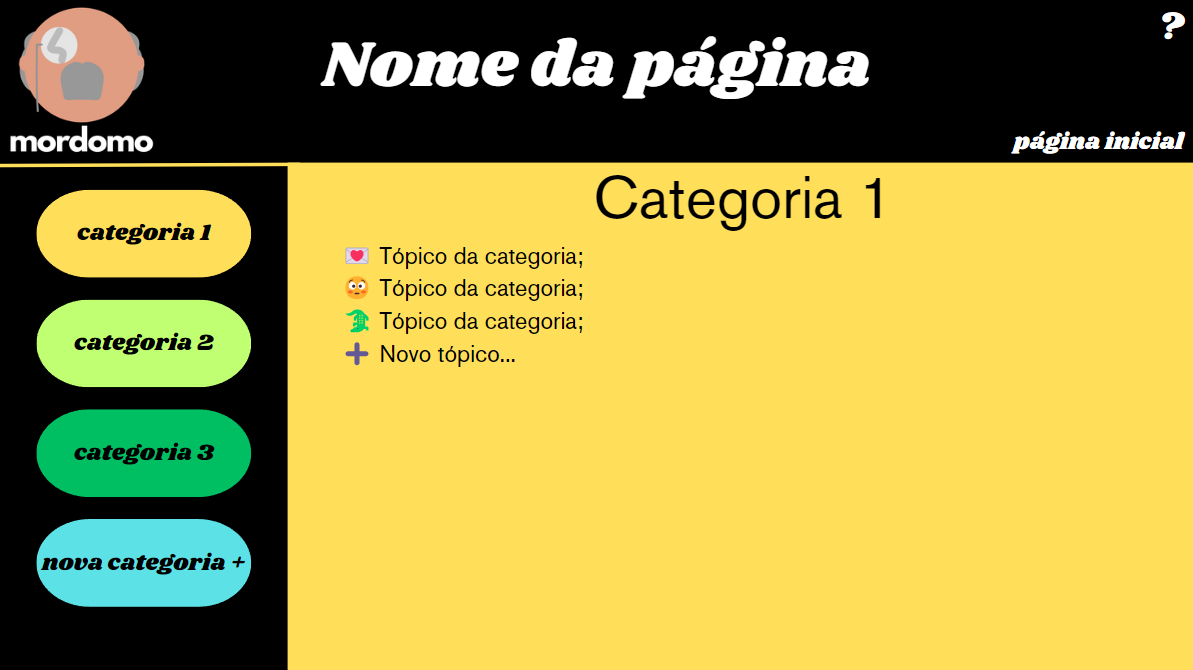 ?
Nome da página
mordomo
página inicial
categoria 1
categoria 2
categoria 3
nova categoria +
Categoria 1
💌 Tópico da categoria;
😳 Tópico da categoria;
Tópico da categoria;
➕ Novo tópico...